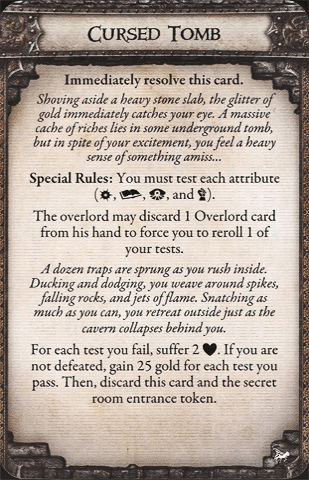 CURSED TOMB
Immediately resolve this card.
Shoving aside a heavy stone slab, the glitter of
gold immediately catches your eye. A massive
cache of riches lies in some underground tomb,
but in spite of your excitement, you feel a heavy
sense of something amiss...
Special Rules: You must test each attribute
( , , , and ).
The overlord may discard 1 Overlord card
from his hand to force you to reroll 1 of
your tests.
A dozen traps are sprung as you rush inside.
Ducking and dodging, you weave around spikes,
falling rocks, and jets of flame. Snatching as
much as you can, you retreat outside just as the
cavern collapses behind you.
For each test you fail, suffer 2 ♥. If you are
not defeated, gain 25 gold for each test you
pass. Then, discard this card and the secret
room entrance token.